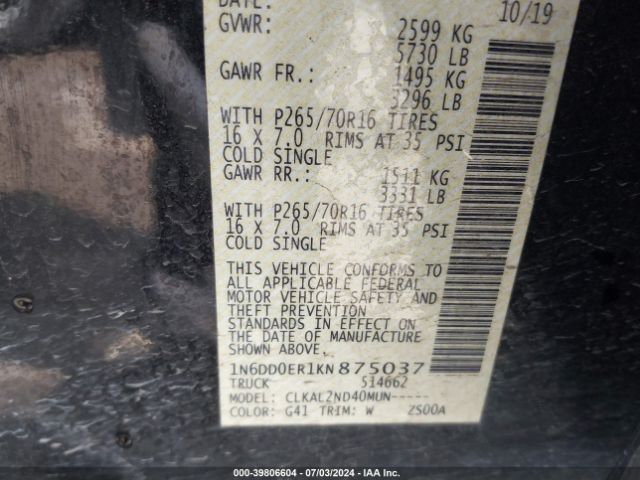 DATE: 10/19
GVWR: 2599 KG
5730 LB
GAWR FR.: 1495 KG
3296 LB
WITH P265/70R16 TIRES
16 X 7.0 RIMS AT 35 PSI
COLD SINGLE
GAWR RR.: 1511 KG
3331 LB
WITH P265/70R16 TIRES
16 X 7.0 RIMS AT 35 PSI
COLD SINGLE
THIS VEHICLE CONFORMS TO
ALL APPLICABLE FEDERAL
MOTOR VEHICLE SAFETY AND
THEFT PREVENTION
STANDARDS IN EFFECT ON
THE DATE OF MANUFACTURE
SHOWN ABOVE.
1N6DD0ER1KN875037
TRUCK 514662
MODEL: CLKAL2ND40MUN-----
COLOR: G41 TRIM: W 2S00A
000-39806604 / 07/03/2024 / IAA Inc.